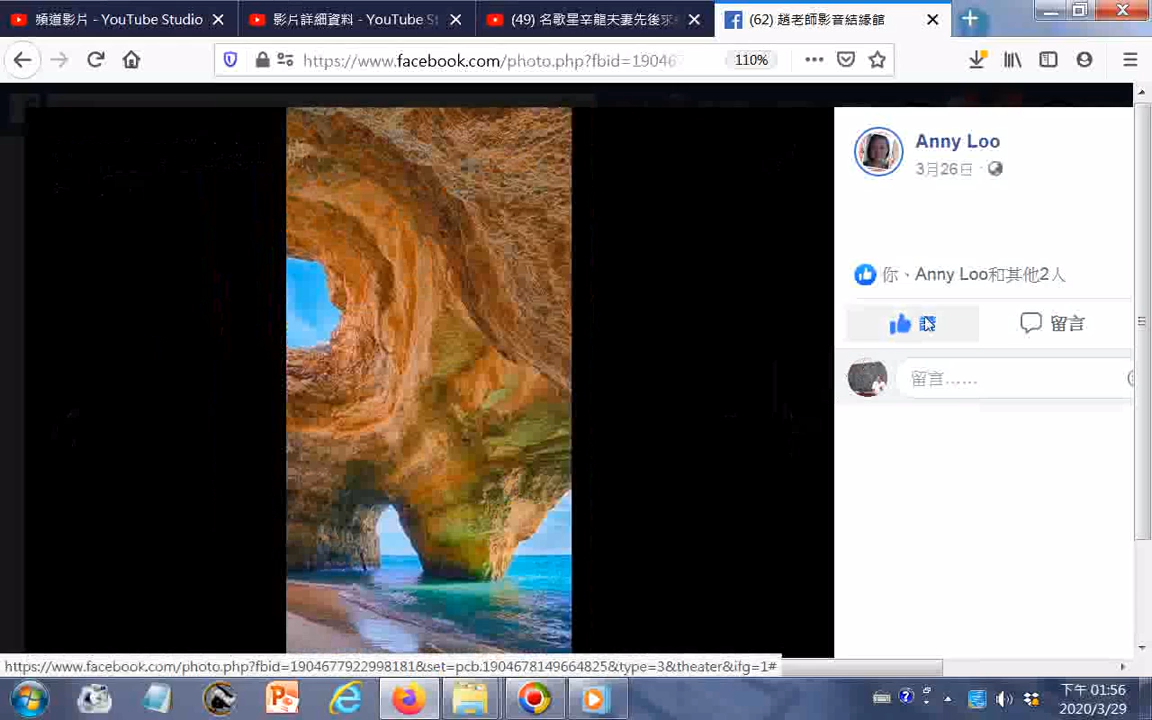 頻道影片 - YouTube Studio
影片詳細資料 - YouTube St
(49) 名歌星辛龍夫妻先後求
(62) 趙老師影音結緣館
https://www.facebook.com/photo.php?fbid=19046
110%
Anny Loo
3月26日
你、Anny Loo和其他2人
留言
留言……
https://www.facebook.com/photo.php?fbid=1904677922998181&set=pcb.1904678149664825&type=3&theater&ifg=1#
下午 01:56
2020/3/29